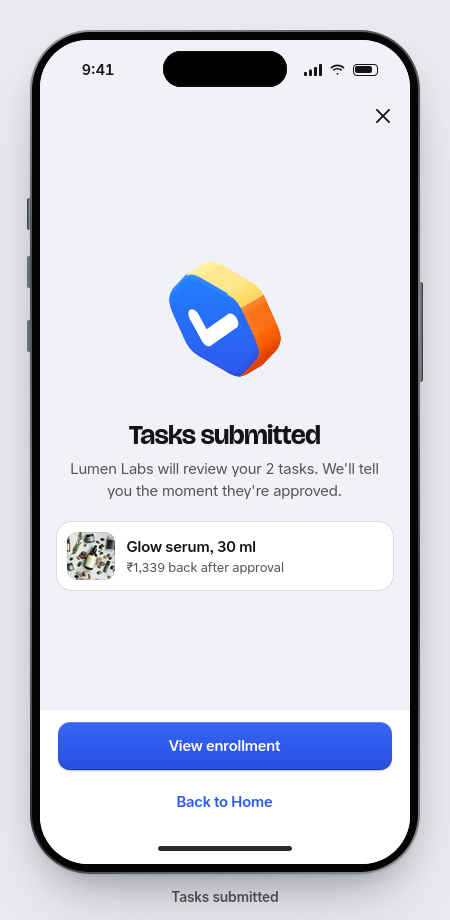 9:41
Tasks submitted
Lumen Labs will review your 2 tasks. We'll tell
you the moment they're approved.
Glow serum, 30 ml
₹1,339 back after approval
View enrollment
Back to Home
Tasks submitted